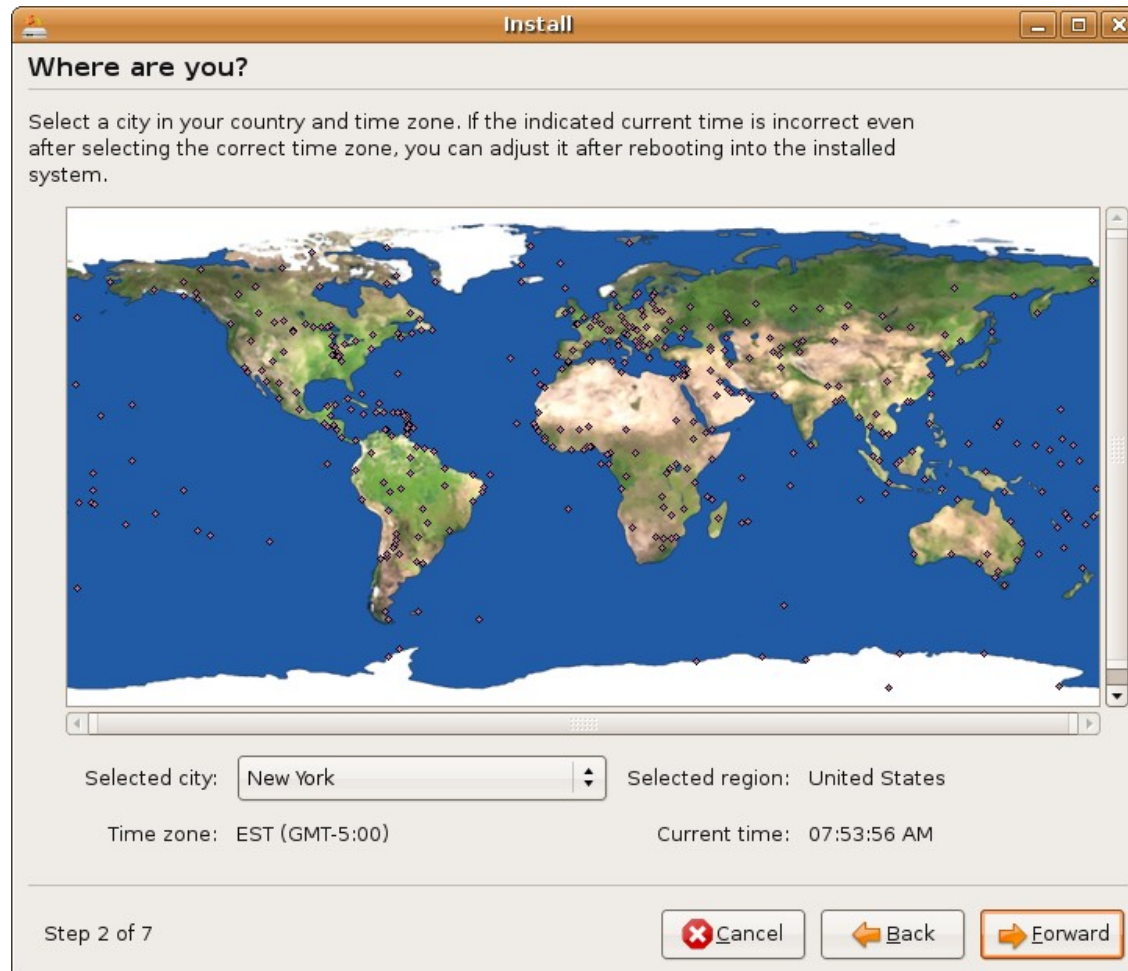 Install
Where are you?
Select a city in your country and time zone. If the indicated current time is incorrect even
after selecting the correct time zone, you can adjust it after rebooting into the installed
system.
Selected city: New York Selected region: United States
Time zone: EST (GMT-5:00) Current time: 07:53:56 AM
Step 2 of 7 Cancel Back Forward